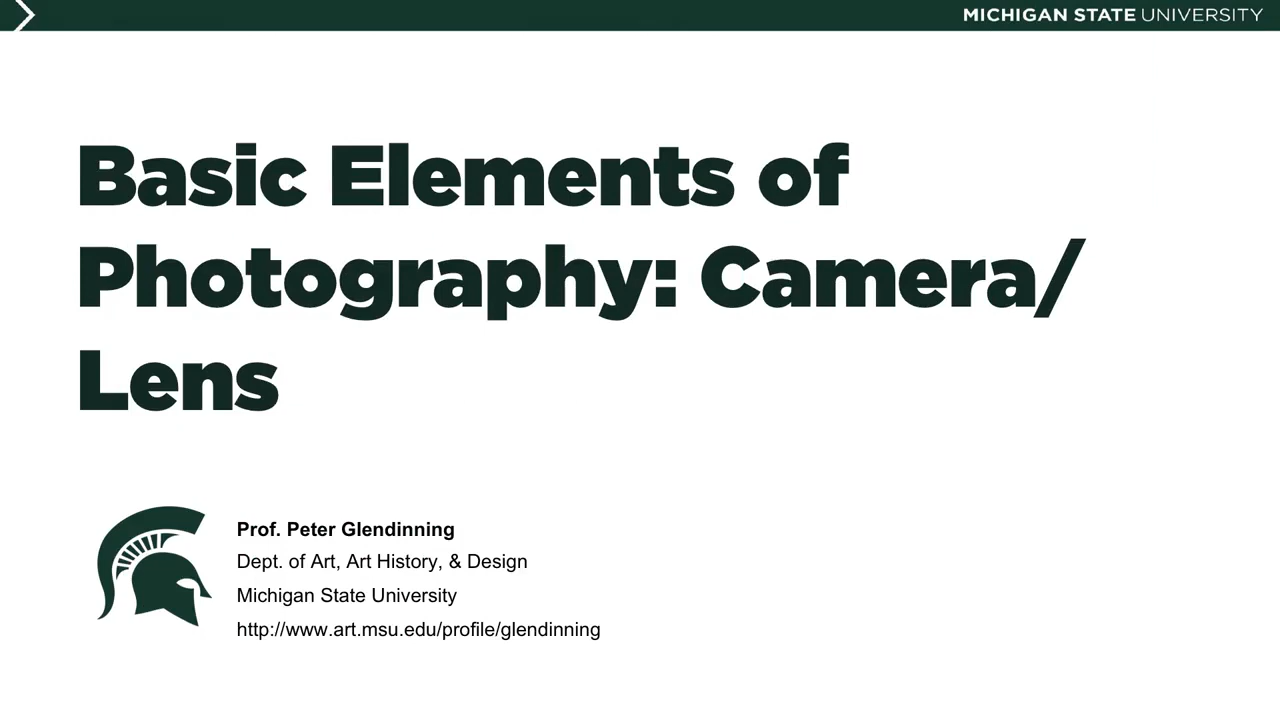 MICHIGAN STATE UNIVERSITY
Basic Elements of
Photography: Camera/
Lens
Prof. Peter Glendinning
Dept. of Art, Art History, & Design
Michigan State University
http://www.art.msu.edu/profile/glendinning